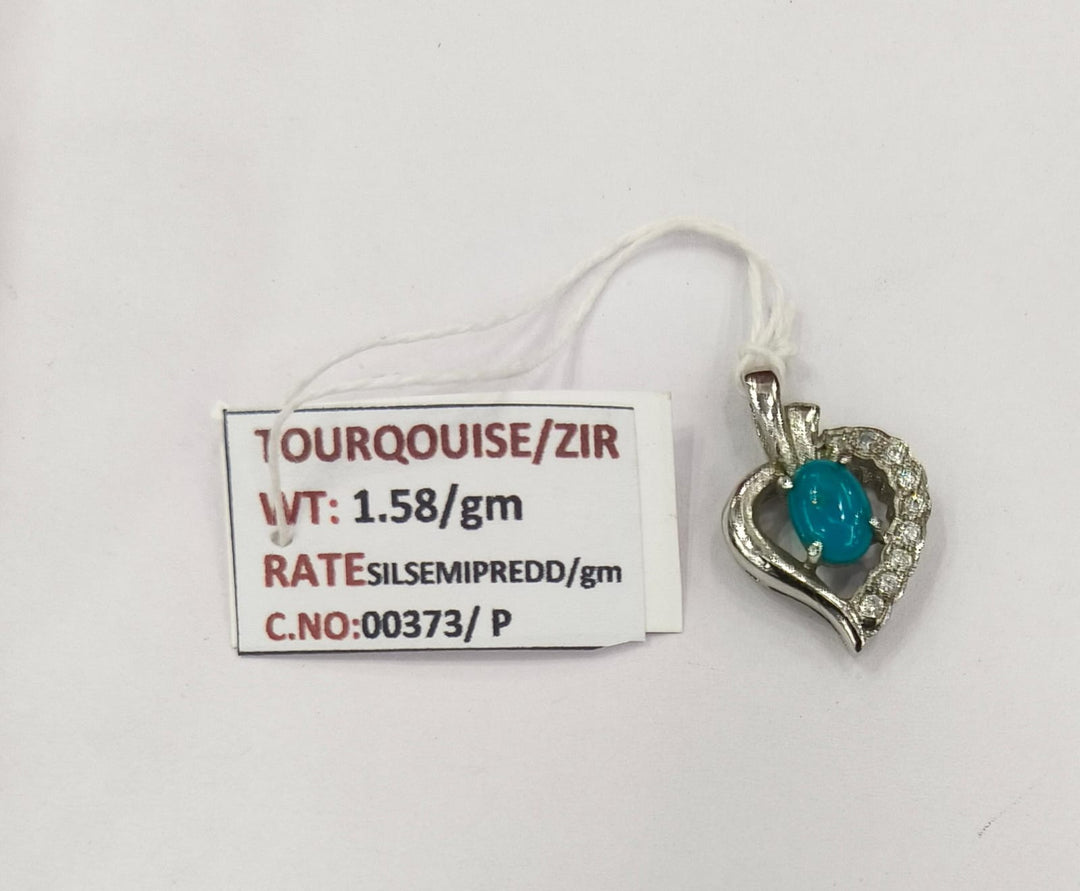 TOURQOUISE/ZIR
WT: 1.58/gm
RATESILSEMIPREDD/gm
C.NO:00373/ P